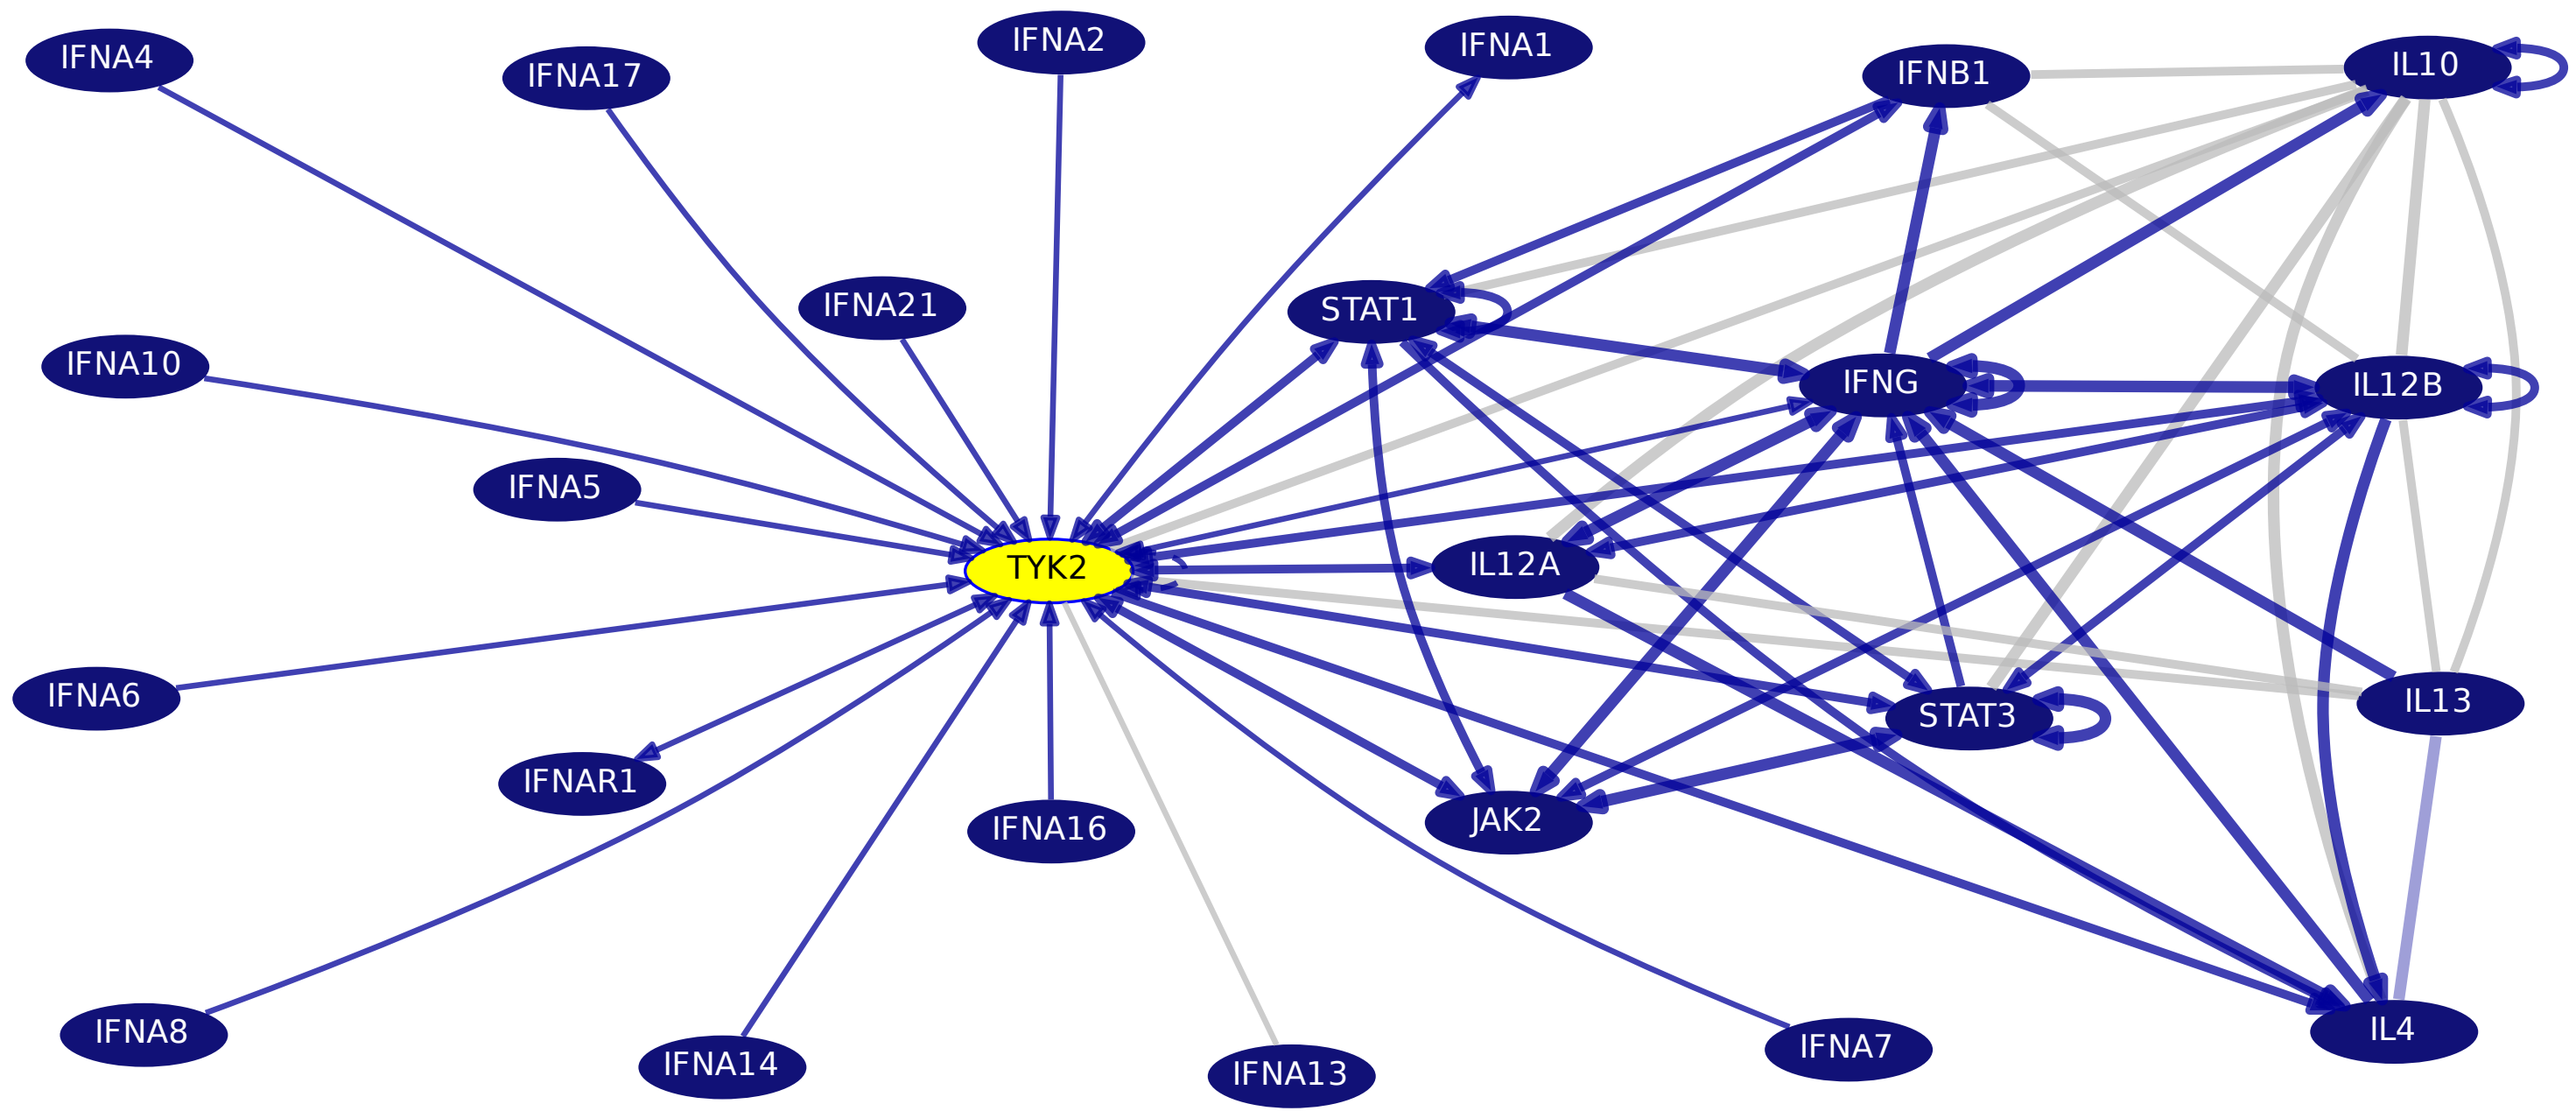 IFNA4
IFNA17
IFNA2
IFNA1
IFNB1
IL10
IFNA21
STAT1
IFNA10
IFNG
IL12B
IFNA5
TYK2
IL12A
IFNA6
IFNAR1
IFNA16
JAK2
STAT3
IL13
IFNA8
IFNA14
IFNA13
IFNA7
IL4